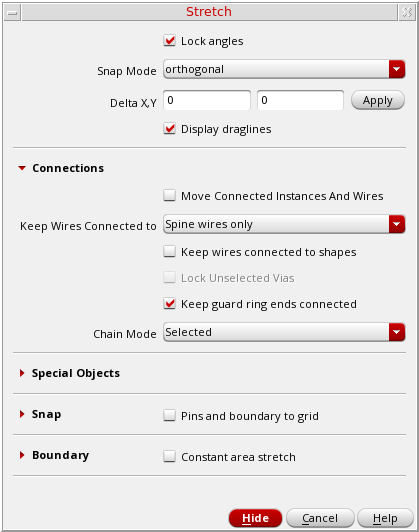 Stretch
Lock angles
Snap Mode orthogonal
Delta X,Y 0 0 Apply
Display draglines
Connections
Move Connected Instances And Wires
Keep Wires Connected to Spine wires only
Keep wires connected to shapes
Lock Unselected Vias
Keep guard ring ends connected
Chain Mode Selected
Special Objects
Snap Pins and boundary to grid
Boundary Constant area stretch
Hide Cancel Help